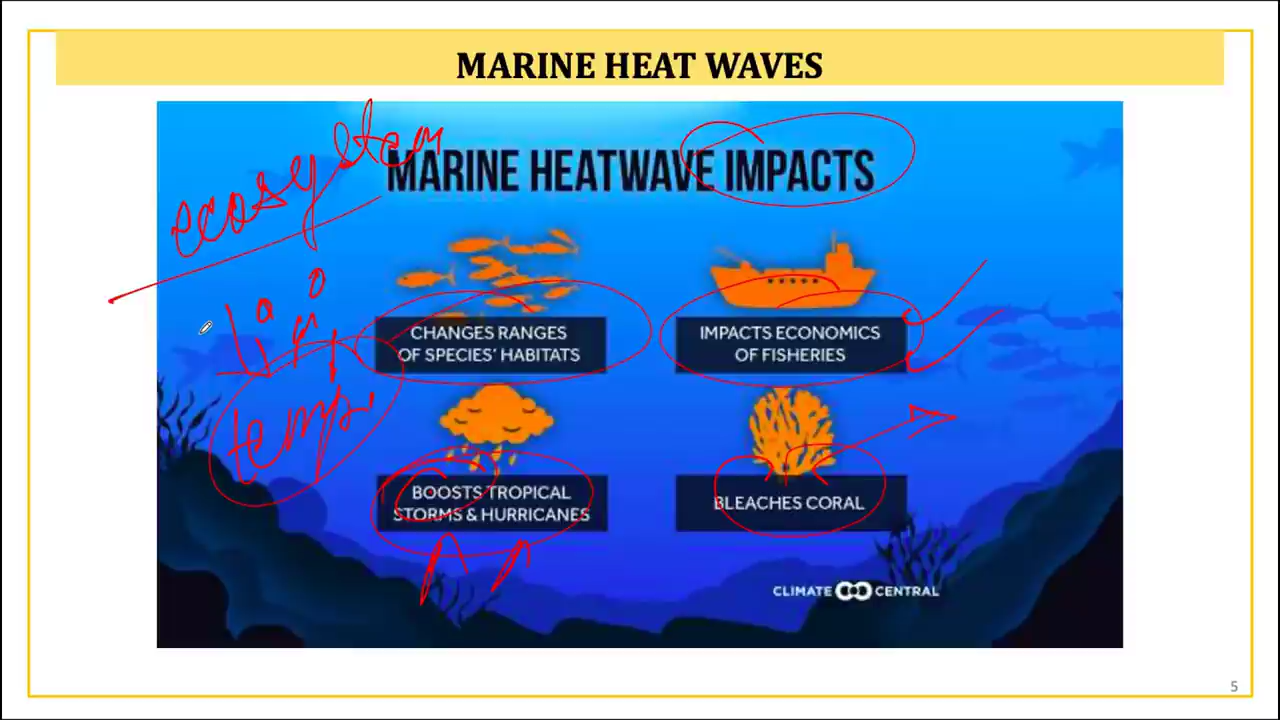 MARINE HEAT WAVES
MARINE HEATWAVE IMPACTS
ecosystem
CHANGES RANGES
OF SPECIES' HABITATS
IMPACTS ECONOMICS
OF FISHERIES
temp.
BOOSTS TROPICAL
STORMS & HURRICANES
BLEACHES CORAL
CLIMATE CENTRAL
5